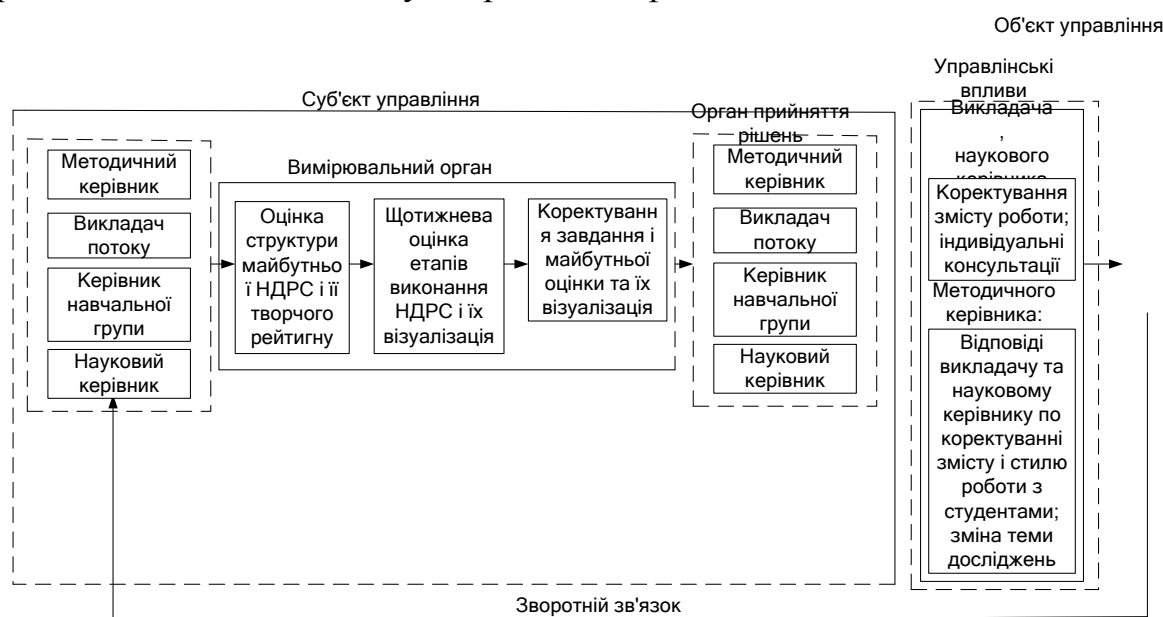 Об'єкт управління
Управлінські
впливи
Суб'єкт управління
Методичний
керівник
Викладач
потоку
Керівник
навчальної
групи
Науковий
керівник
Вимірювальний орган
Оцінка
структури
майбутньо
ї НДРС і її
творчого
рейтигну
Щотижнева
оцінка
етапів
виконання
НДРС і їх
візуалізація
Коректуванн
я завдання і
майбутньої
оцінки та їх
візуалізація
Орган прийняття
рішень
Методичний
керівник
Викладач
потоку
Керівник
навчальної
групи
Науковий
керівник
Викладача
,
наукового
керівника
Коректування
змісту роботи;
індивідуальні
консультації
Методичного
керівника:
Відповіді
викладачу та
науковому
керівнику по
коректуванні
змісту і стилю
роботи з
студентами;
зміна теми
досліджень
Зворотній зв'язок